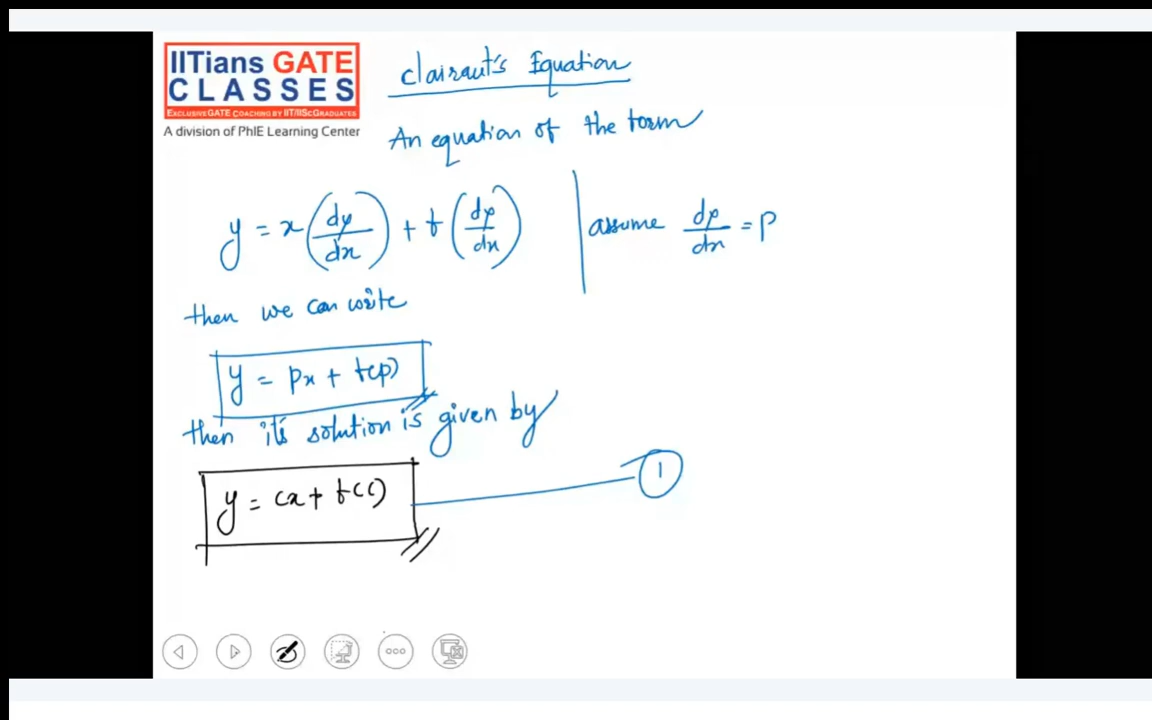 IITians GATE
CLASSES
EXCLUSIVE GATE COACHING BY IIT/IISc GRADUATES
A division of PhIE Learning Center
Clairaut's Equation
An equation of the form
y = x (dy/dx) + f (dy/dx) | assume dy/dx = p
then we can write
y = px + f(p)
then it's solution is given by
y = cx + f(c) 1